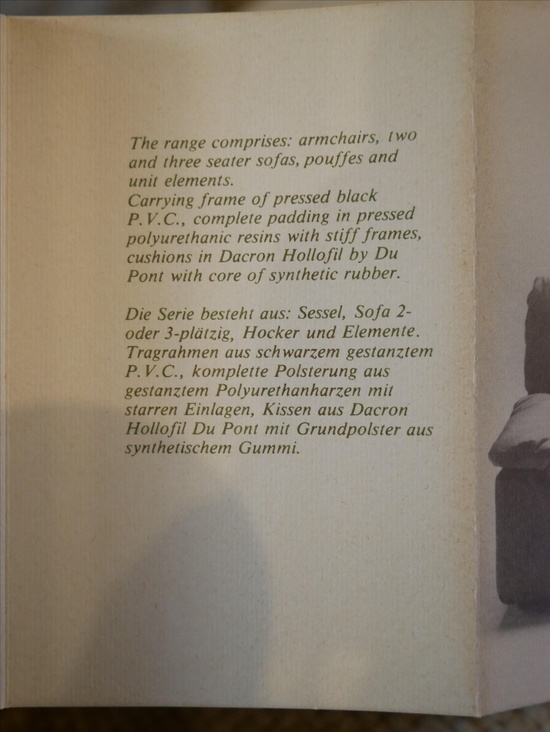 The range comprises: armchairs, two
and three seater sofas, pouffes and
unit elements.
Carrying frame of pressed black
P.V.C., complete padding in pressed
polyurethanic resins with stiff frames,
cushions in Dacron Hollofil by Du
Pont with core of synthetic rubber.
Die Serie besteht aus: Sessel, Sofa 2-
oder 3-plätzig, Hocker und Elemente.
Tragrahmen aus schwarzem gestanztem
P.V.C., komplette Polsterung aus
gestanztem Polyurethanharzen mit
starren Einlagen, Kissen aus Dacron
Hollofil Du Pont mit Grundpolster aus
synthetischem Gummi.